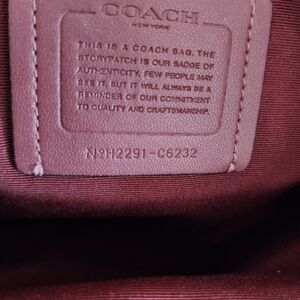 COACH
NEW YORK
THIS IS A COACH BAG. THE
STORYPATCH IS OUR BADGE OF
AUTHENTICITY. FEW PEOPLE MAY
SEE IT, BUT IT WILL ALWAYS BE A
REMINDER OF OUR COMMITMENT
TO QUALITY AND CRAFTSMANSHIP.
NºH2291-C6232